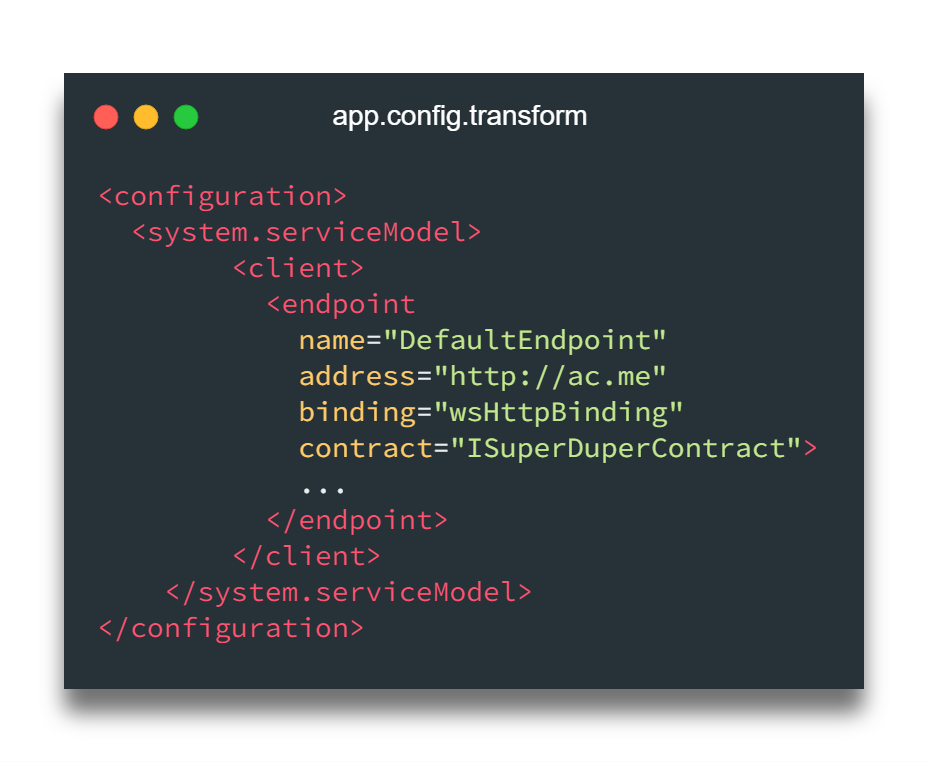 app.config.transform
<configuration>
  <system.serviceModel>
        <client>
          <endpoint
            name="DefaultEndpoint"
            address="http://ac.me"
            binding="wsHttpBinding"
            contract="ISuperDuperContract">
            ...
          </endpoint>
        </client>
    </system.serviceModel>
</configuration>